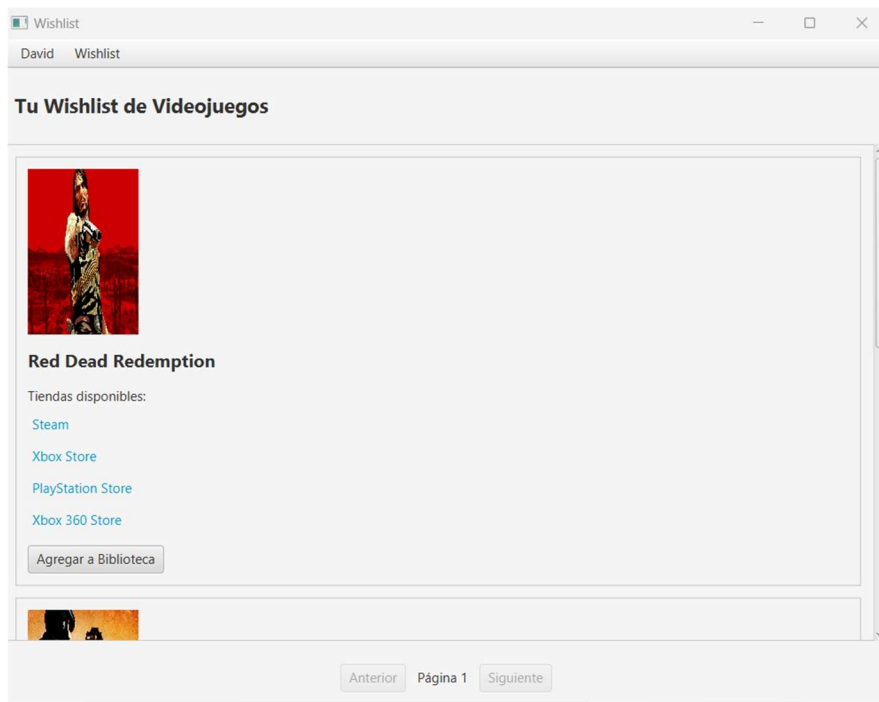 Wishlist
David Wishlist
Tu Wishlist de Videojuegos
Red Dead Redemption
Tiendas disponibles:
Steam
Xbox Store
PlayStation Store
Xbox 360 Store
Agregar a Biblioteca
Anterior Página 1 Siguiente